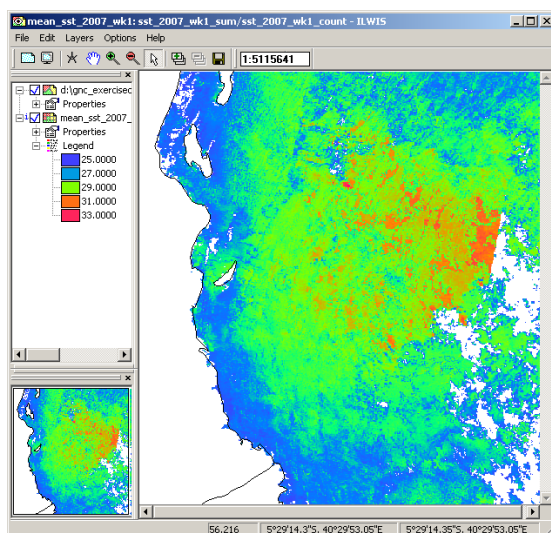 mean_sst_2007_wk1: sst_2007_wk1_sum/sst_2007_wk1_count - ILWIS
File Edit Layers Options Help
1:5115641
d:\gnc_exercisec
Properties
mean_sst_2007_
Properties
Legend
25.0000
27.0000
29.0000
31.0000
33.0000
56.216 5°29'14.3"S, 40°29'53.05"E 5°29'14.35"S, 40°29'53.05"E